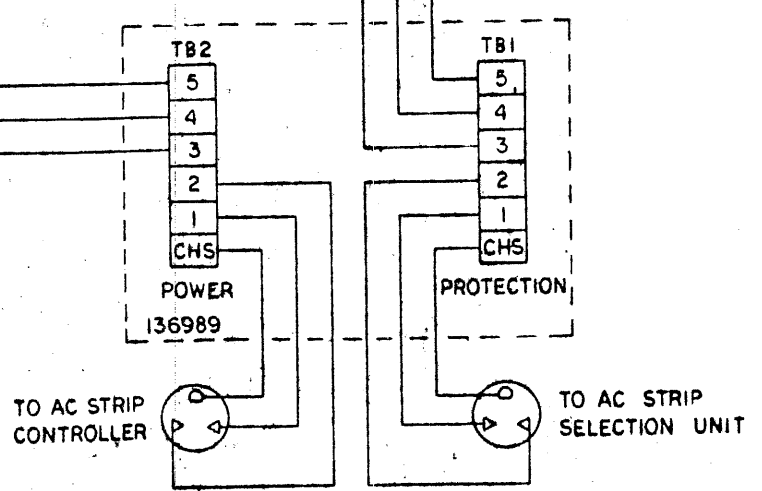 TB2
5
4
3
2
1
CHS
POWER
136989
TB1
5
4
3
2
1
CHS
PROTECTION
TO AC STRIP
CONTROLLER
TO AC STRIP
SELECTION UNIT